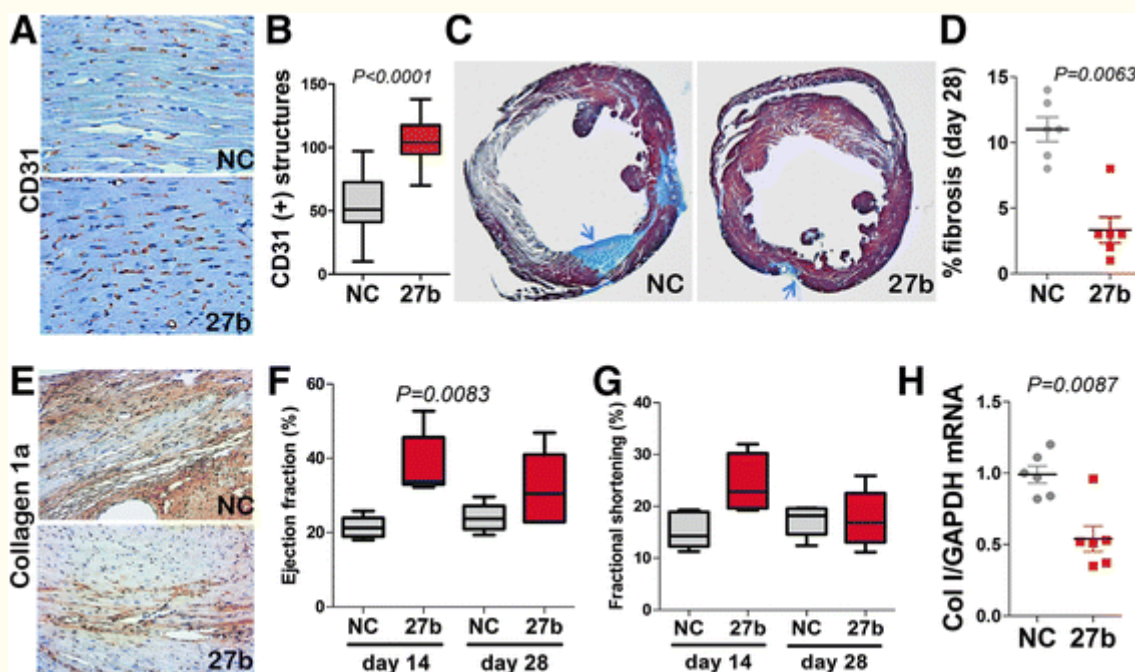 A
CD31
NC
27b
B
P<0.0001
CD31 (+) structures
150
100
50
0
NC 27b
C
NC
27b
D
P=0.0063
% fibrosis (day 28)
15
10
5
0
NC 27b
E
Collagen 1a
NC
27b
F
P=0.0083
Ejection fraction (%)
60
40
20
0
NC 27b NC 27b
day 14 day 28
G
Fractional shortening (%)
40
30
20
10
0
NC 27b NC 27b
day 14 day 28
H
P=0.0087
Col I/GAPDH mRNA
1.5
1.0
0.5
0.0
NC 27b